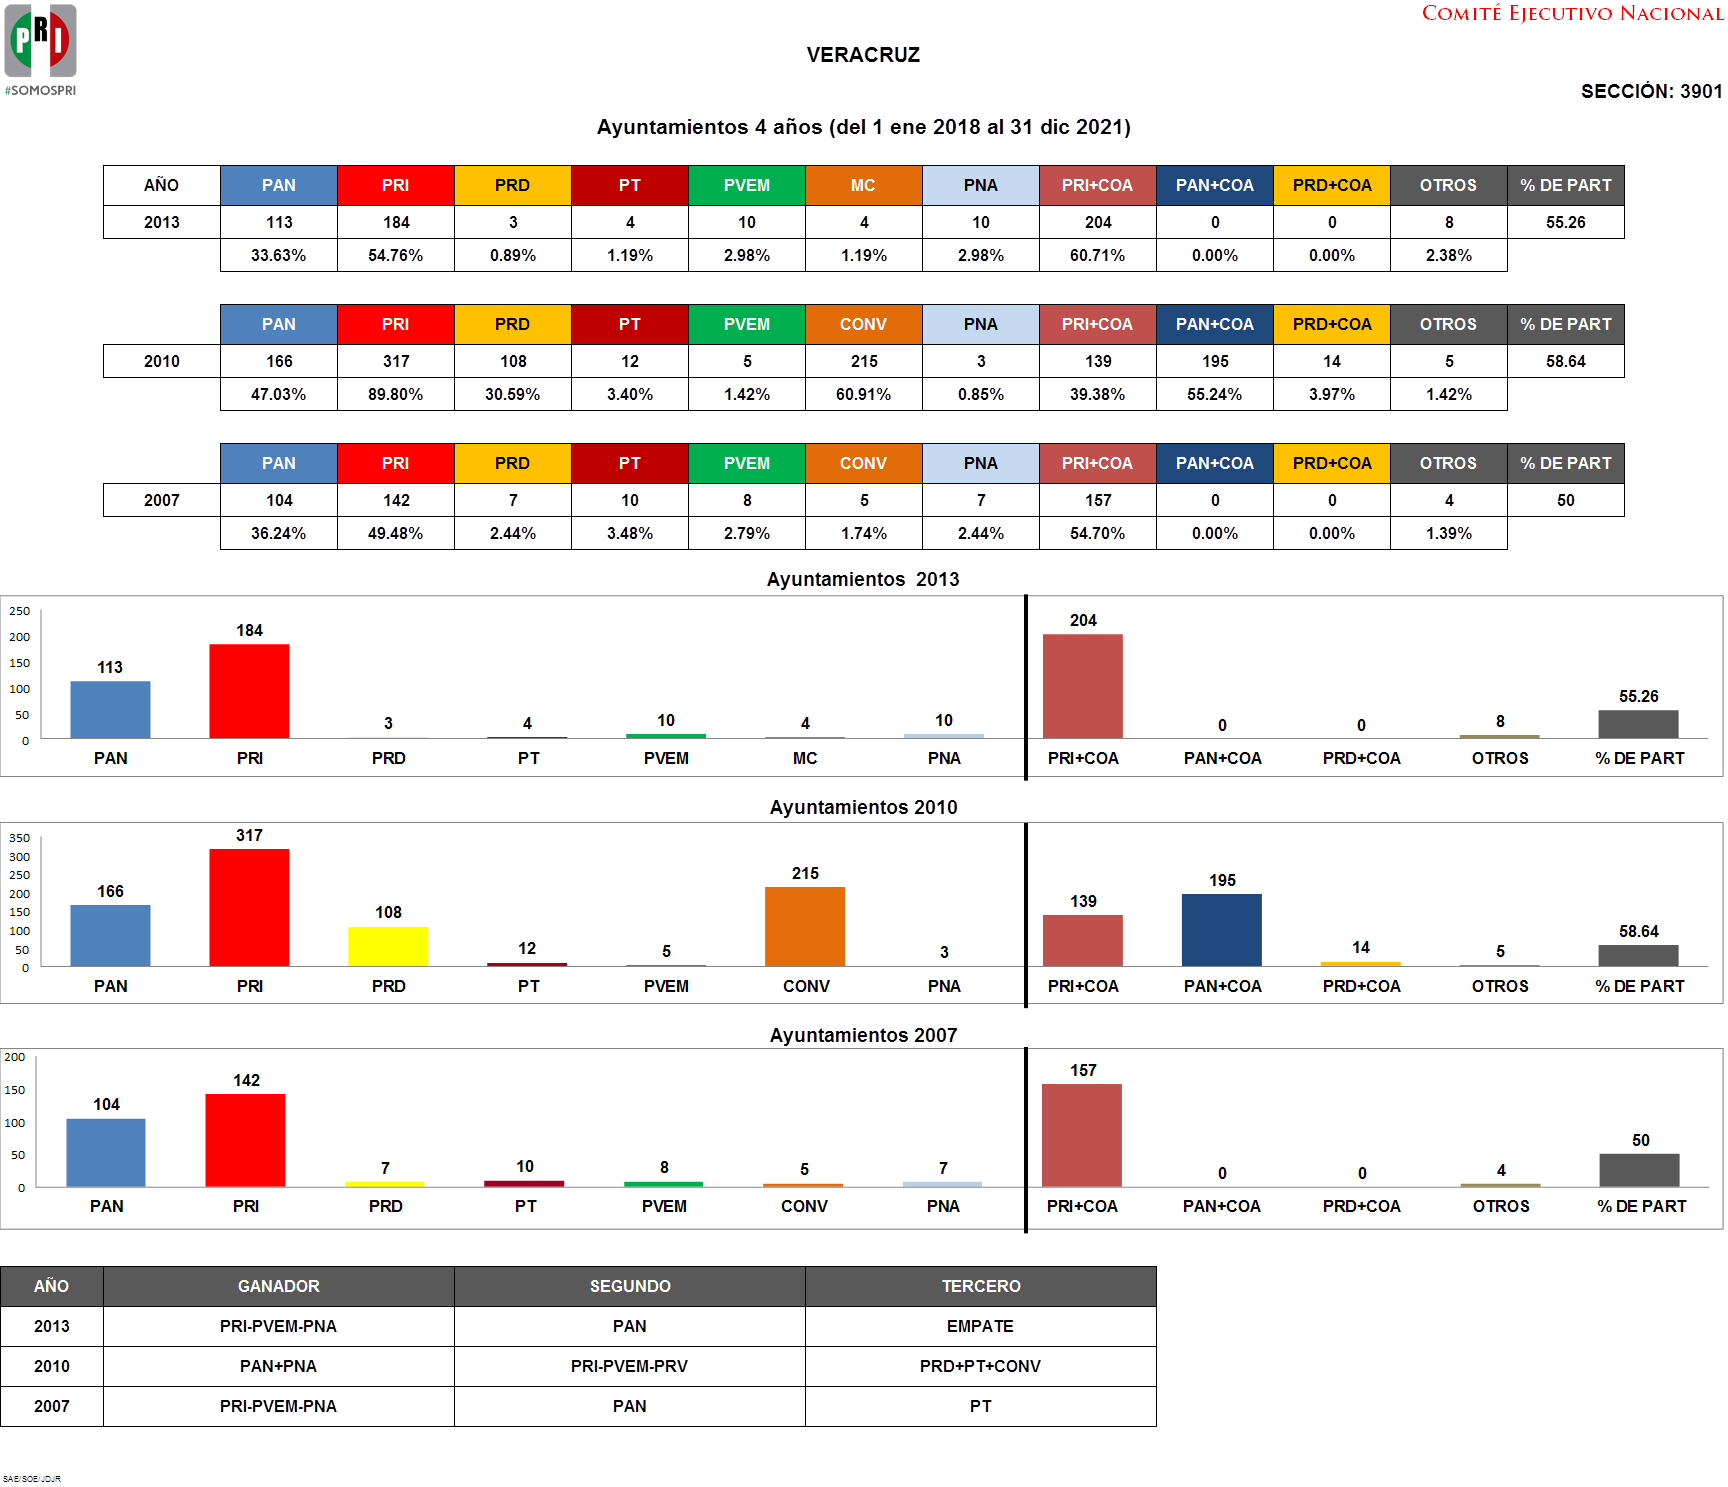 PRI
#SOMOSPRI
COMITÉ EJECUTIVO NACIONAL
VERACRUZ
SECCIÓN: 3901
Ayuntamientos 4 años (del 1 ene 2018 al 31 dic 2021)
AÑO PAN PRI PRD PT PVEM MC PNA PRI+COA PAN+COA PRD+COA OTROS % DE PART
2013 113 184 3 4 10 4 10 204 0 0 8 55.26
33.63% 54.76% 0.89% 1.19% 2.98% 1.19% 2.98% 60.71% 0.00% 0.00% 2.38%
PAN PRI PRD PT PVEM CONV PNA PRI+COA PAN+COA PRD+COA OTROS % DE PART
2010 166 317 108 12 5 215 3 139 195 14 5 58.64
47.03% 89.80% 30.59% 3.40% 1.42% 60.91% 0.85% 39.38% 55.24% 3.97% 1.42%
PAN PRI PRD PT PVEM CONV PNA PRI+COA PAN+COA PRD+COA OTROS % DE PART
2007 104 142 7 10 8 5 7 157 0 0 4 50
36.24% 49.48% 2.44% 3.48% 2.79% 1.74% 2.44% 54.70% 0.00% 0.00% 1.39%
Ayuntamientos 2013
250
200
150
100
50
0
113 184 3 4 10 4 10 204 0 0 8 55.26
PAN PRI PRD PT PVEM MC PNA PRI+COA PAN+COA PRD+COA OTROS % DE PART
Ayuntamientos 2010
350
300
250
200
150
100
50
0
166 317 108 12 5 215 3 139 195 14 5 58.64
PAN PRI PRD PT PVEM CONV PNA PRI+COA PAN+COA PRD+COA OTROS % DE PART
Ayuntamientos 2007
200
150
100
50
0
104 142 7 10 8 5 7 157 0 0 4 50
PAN PRI PRD PT PVEM CONV PNA PRI+COA PAN+COA PRD+COA OTROS % DE PART
AÑO GANADOR SEGUNDO TERCERO
2013 PRI-PVEM-PNA PAN EMPATE
2010 PAN+PNA PRI-PVEM-PRV PRD+PT+CONV
2007 PRI-PVEM-PNA PAN PT
SAE/SOE/JDJR